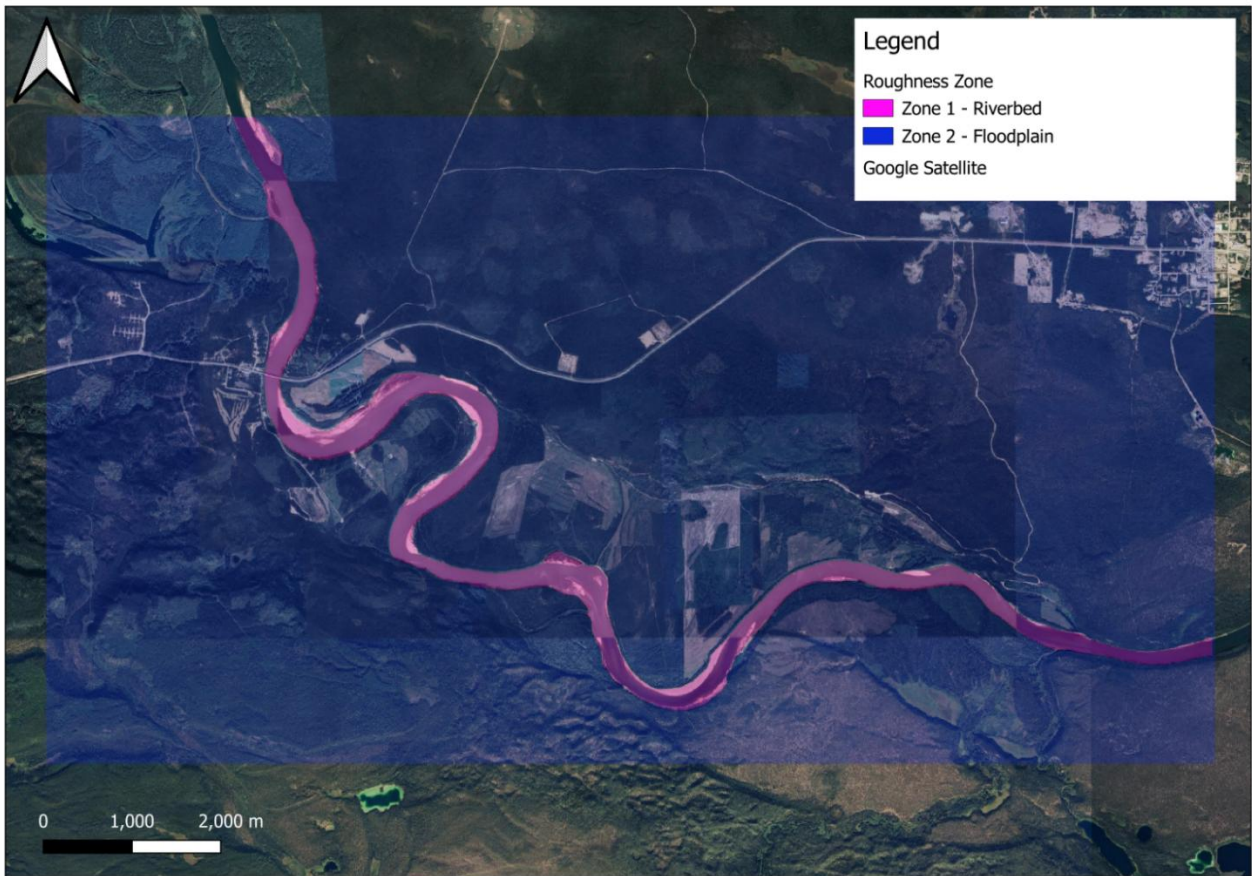 Legend
Roughness Zone
Zone 1 - Riverbed
Zone 2 - Floodplain
Google Satellite
0 1,000 2,000 m